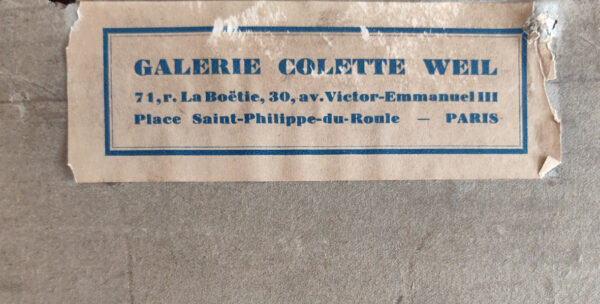 GALERIE COLETTE WEIL
71, r. La Boëtie, 30, av. Victor-Emmanuel III
Place Saint-Philippe-du-Roule — PARIS